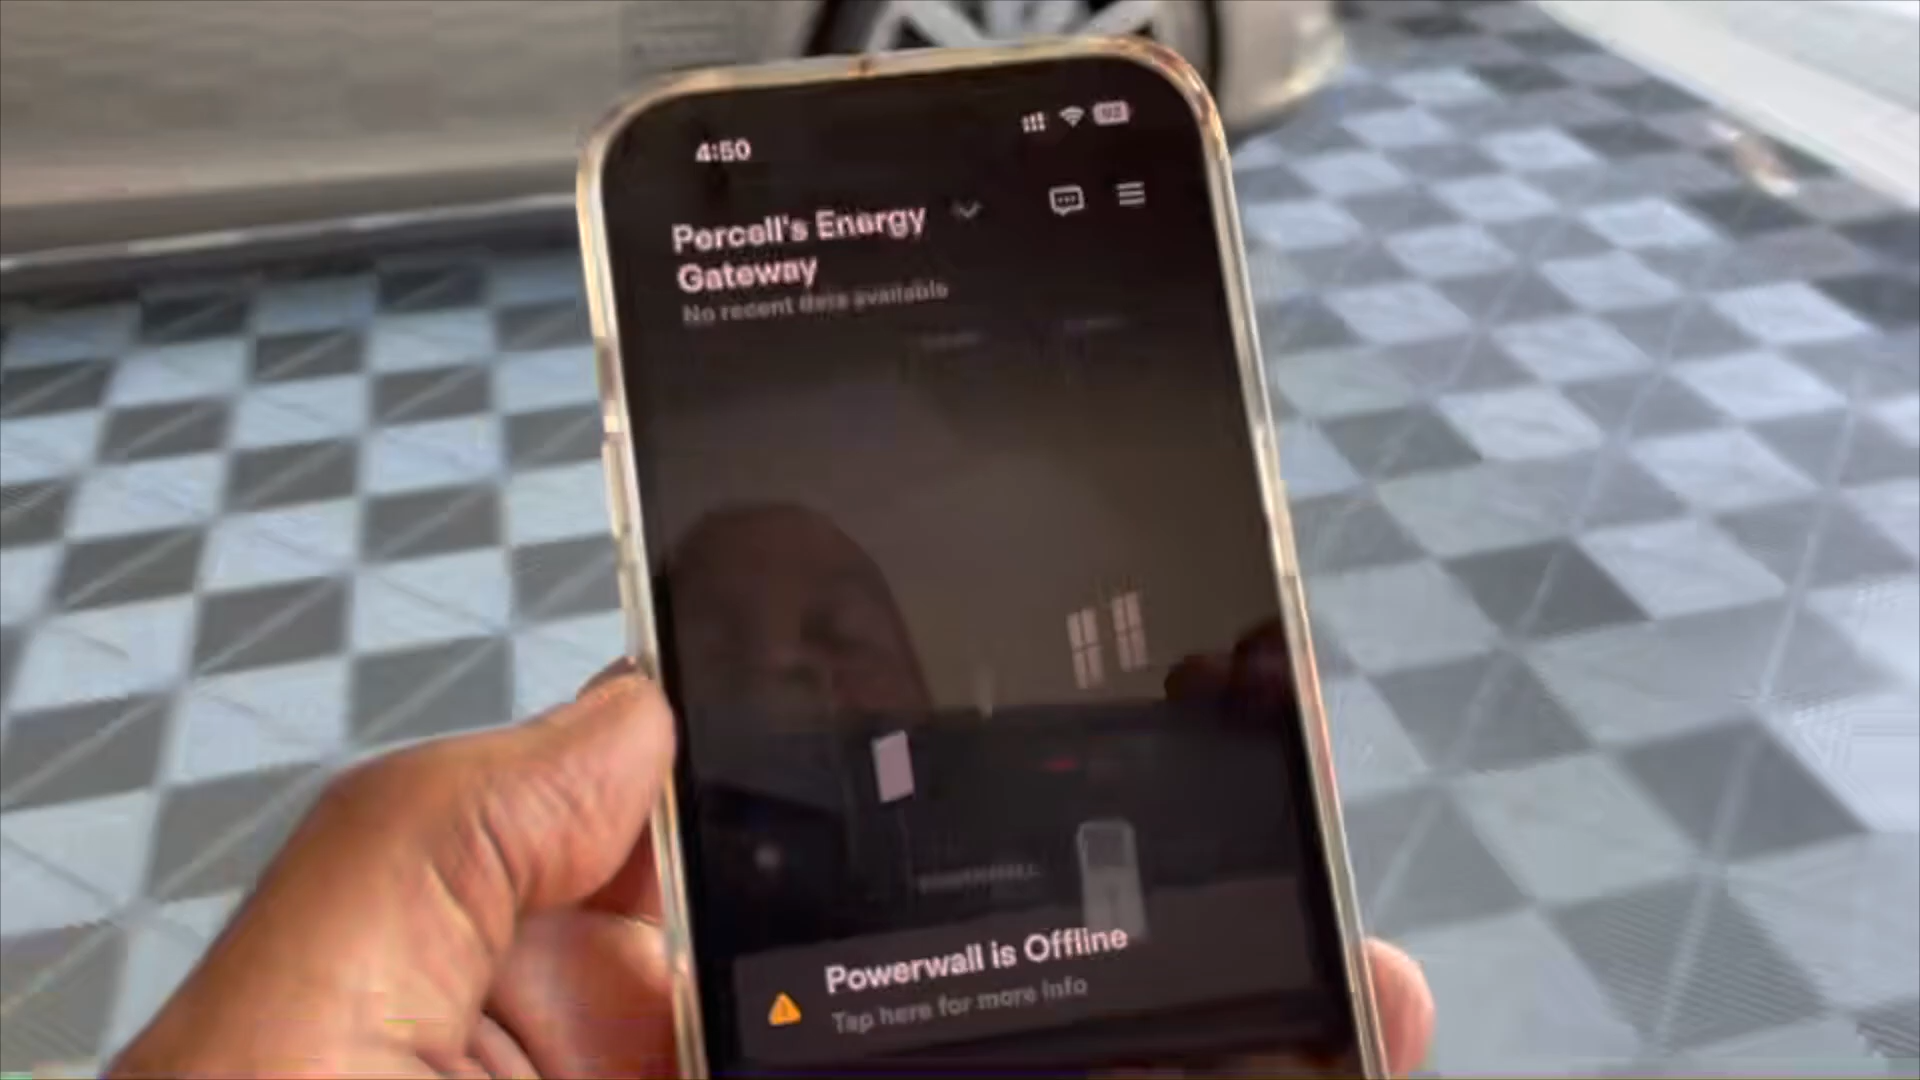 4:50
Percell's Energy
Gateway
No recent data available
Powerwall is Offline
Tap here for more info